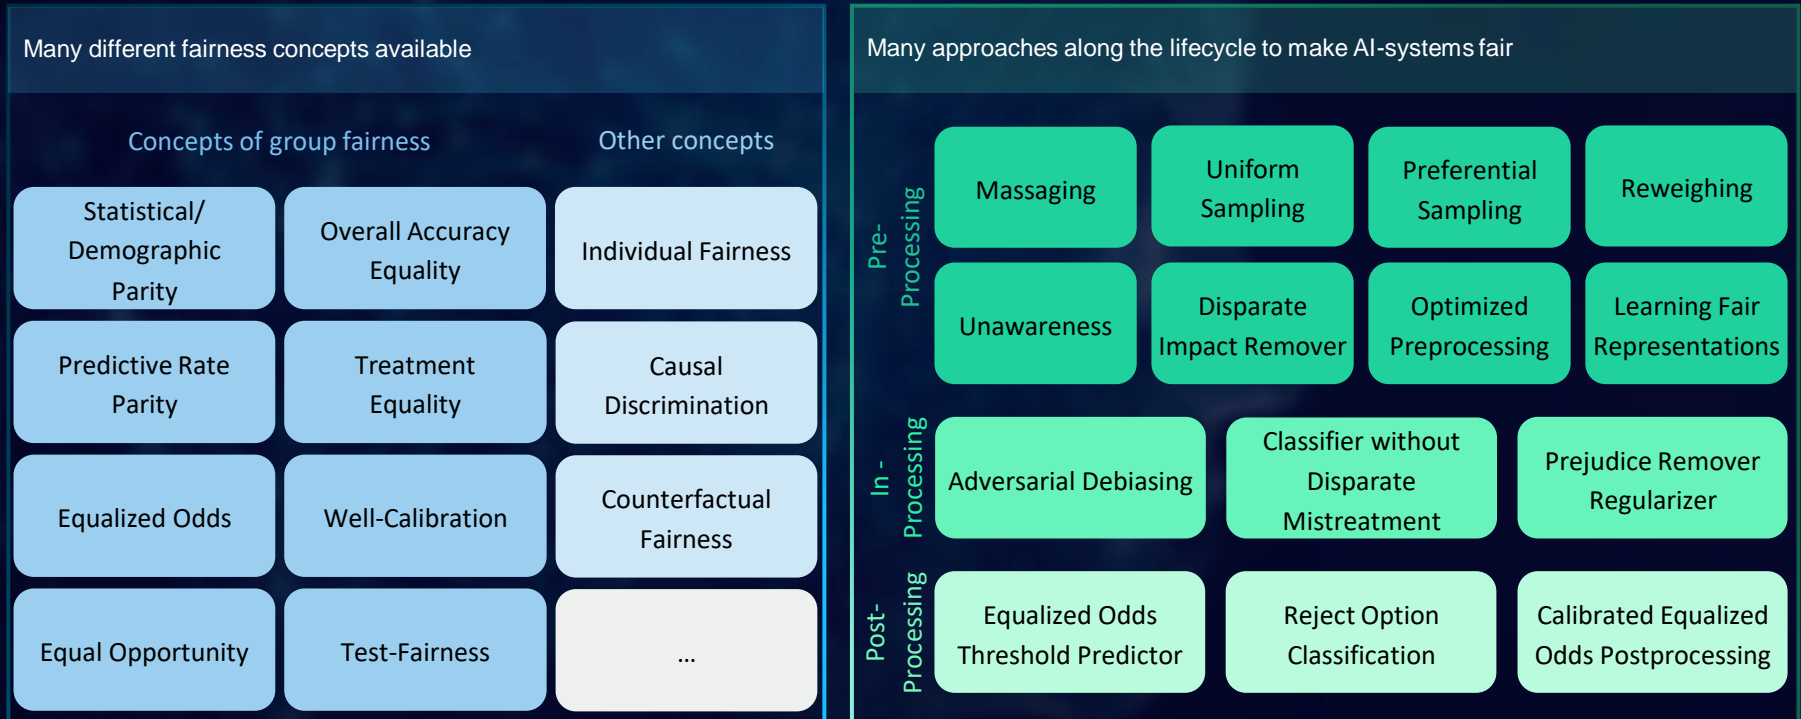 Many different fairness concepts available
Concepts of group fairness
Other concepts
Statistical/
Demographic
Parity
Overall Accuracy
Equality
Individual Fairness
Predictive Rate
Parity
Treatment
Equality
Causal
Discrimination
Equalized Odds
Well-Calibration
Counterfactual
Fairness
Equal Opportunity
Test-Fairness
...
Many approaches along the lifecycle to make AI-systems fair
Pre-
Processing
Massaging
Uniform
Sampling
Preferential
Sampling
Reweighing
Unawareness
Disparate
Impact Remover
Optimized
Preprocessing
Learning Fair
Representations
In -
Processing
Adversarial Debiasing
Classifier without
Disparate
Mistreatment
Prejudice Remover
Regularizer
Post-
Processing
Equalized Odds
Threshold Predictor
Reject Option
Classification
Calibrated Equalized
Odds Postprocessing